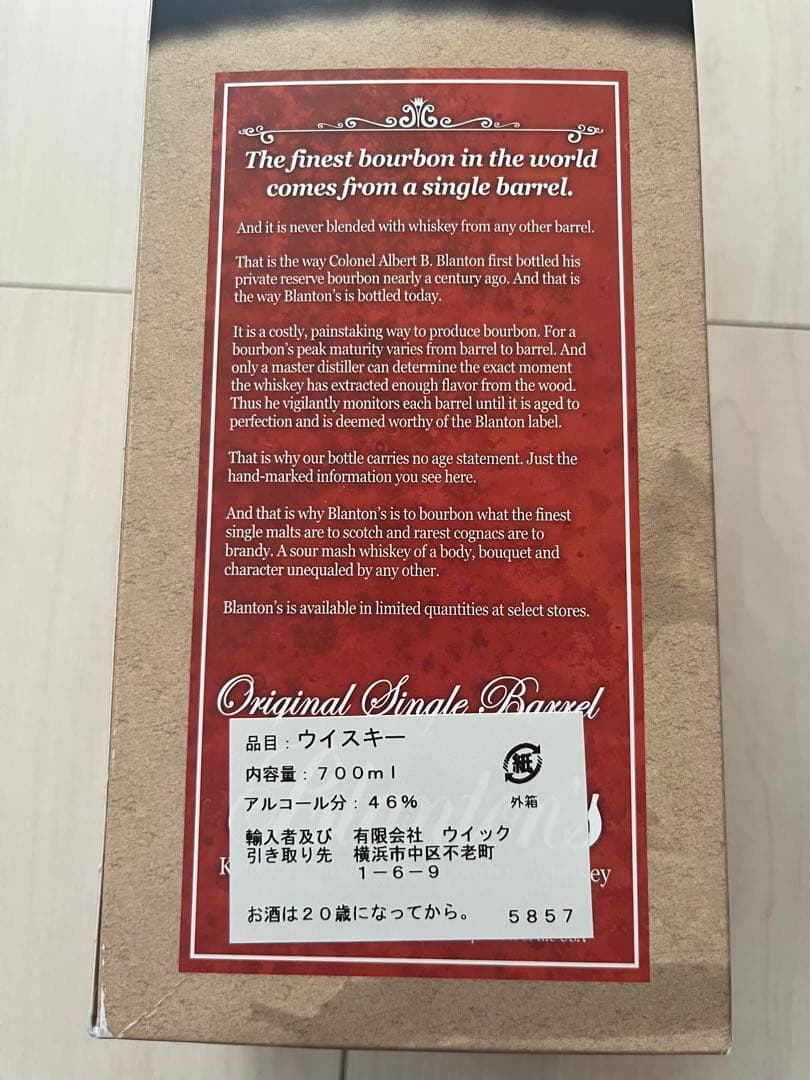 The finest bourbon in the world
comes from a single barrel.
And it is never blended with whiskey from any other barrel.
That is the way Colonel Albert B. Blanton first bottled his
private reserve bourbon nearly a century ago. And that is
the way Blanton's is bottled today.
It is a costly, painstaking way to produce bourbon. For a
bourbon's peak maturity varies from barrel to barrel. And
only a master distiller can determine the exact moment
the whiskey has extracted enough flavor from the wood.
Thus he vigilantly monitors each barrel until it is aged to
perfection and is deemed worthy of the Blanton label.
That is why our bottle carries no age statement. Just the
hand-marked information you see here.
And that is why Blanton's is to bourbon what the finest
single malts are to scotch and rarest cognacs are to
brandy. A sour mash whiskey of a body, bouquet and
character unequaled by any other.
Blanton's is available in limited quantities at select stores.
Original Single Barrel
品目:ウイスキー
内容量:700ml
アルコール分:46%
紙
外箱
輸入者及び 有限会社 ウイック
引き取り先 横浜市中区不老町
1-6-9
お酒は20歳になってから。 5857